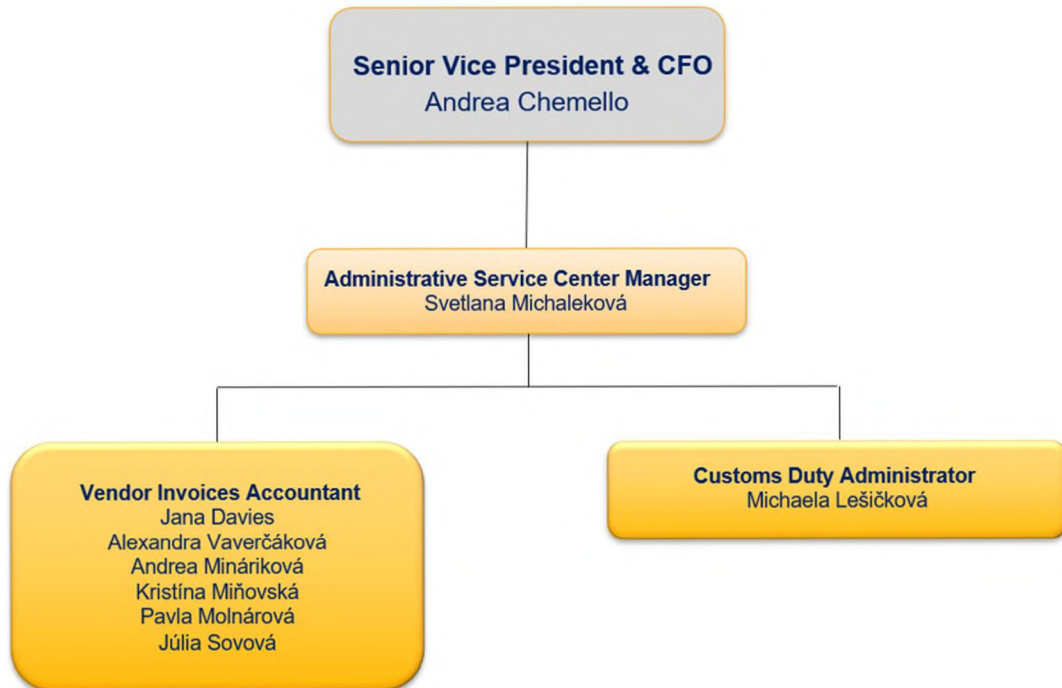 Senior Vice President & CFO
Andrea Chemello
Administrative Service Center Manager
Svetlana Michaleková
Vendor Invoices Accountant
Jana Davies
Alexandra Vaverčáková
Andrea Mináriková
Kristína Miňovská
Pavla Molnárová
Júlia Sovová
Customs Duty Administrator
Michaela Lešičková